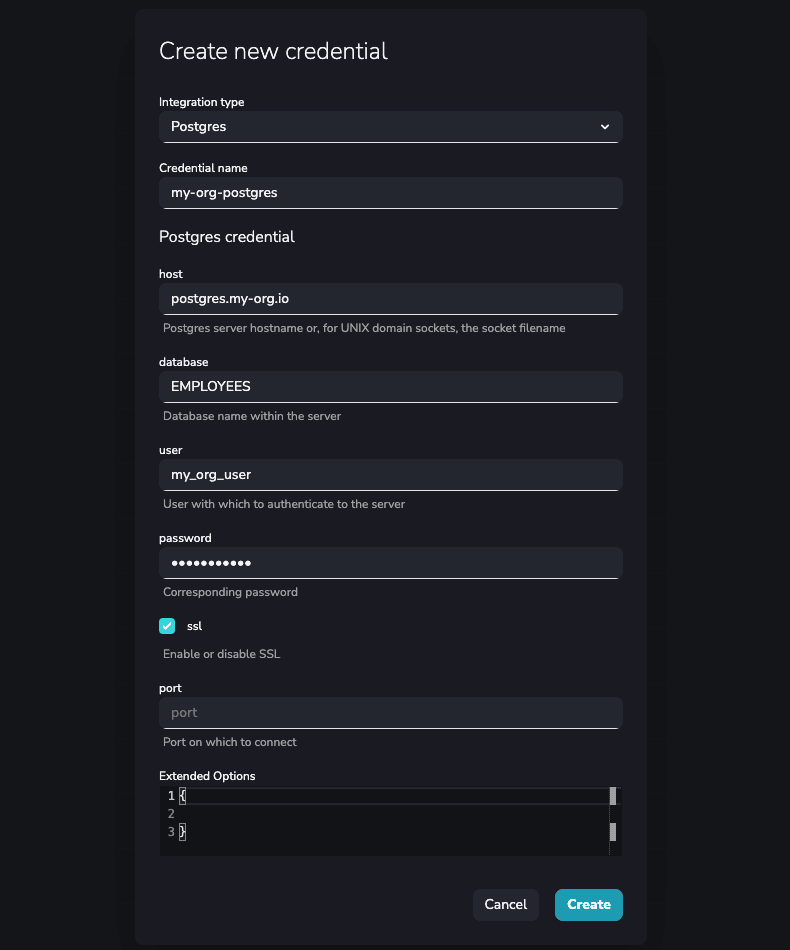 Create new credential
Integration type
Postgres
Credential name
my-org-postgres
Postgres credential
host
postgres.my-org.io
Postgres server hostname or, for UNIX domain sockets, the socket filename
database
EMPLOYEES
Database name within the server
user
my_org_user
User with which to authenticate to the server
password
•••••••••••
Corresponding password
ssl
Enable or disable SSL
port
port
Port on which to connect
Extended Options
1 {
2
3 }
Cancel Create